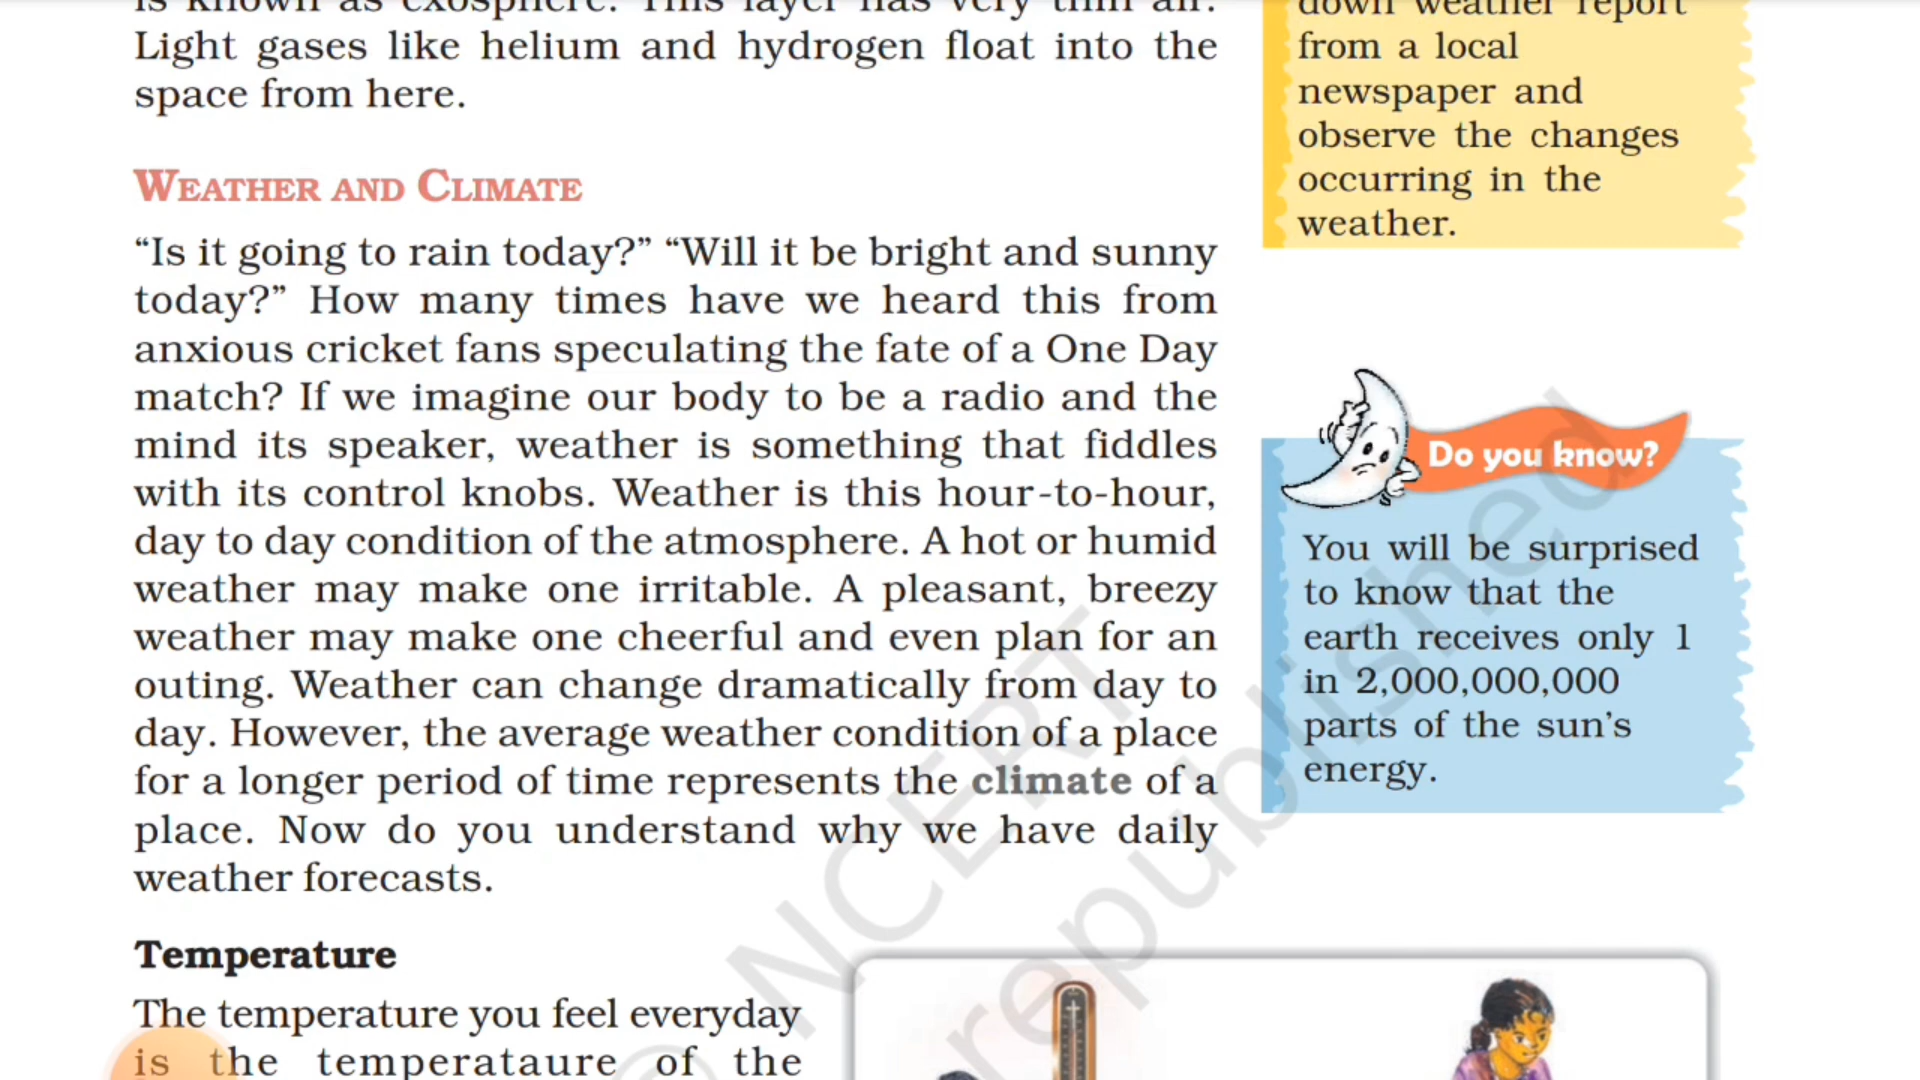 is known as exosphere. This layer has very thin air.
Light gases like helium and hydrogen float into the
space from here.
WEATHER AND CLIMATE
“Is it going to rain today?” “Will it be bright and sunny
today?” How many times have we heard this from
anxious cricket fans speculating the fate of a One Day
match? If we imagine our body to be a radio and the
mind its speaker, weather is something that fiddles
with its control knobs. Weather is this hour-to-hour,
day to day condition of the atmosphere. A hot or humid
weather may make one irritable. A pleasant, breezy
weather may make one cheerful and even plan for an
outing. Weather can change dramatically from day to
day. However, the average weather condition of a place
for a longer period of time represents the climate of a
place. Now do you understand why we have daily
weather forecasts.
Temperature
The temperature you feel everyday
is the temperataure of the
down weather report
from a local
newspaper and
observe the changes
occurring in the
weather.
Do you know?
You will be surprised
to know that the
earth receives only 1
in 2,000,000,000
parts of the sun’s
energy.
© NCERT
republished